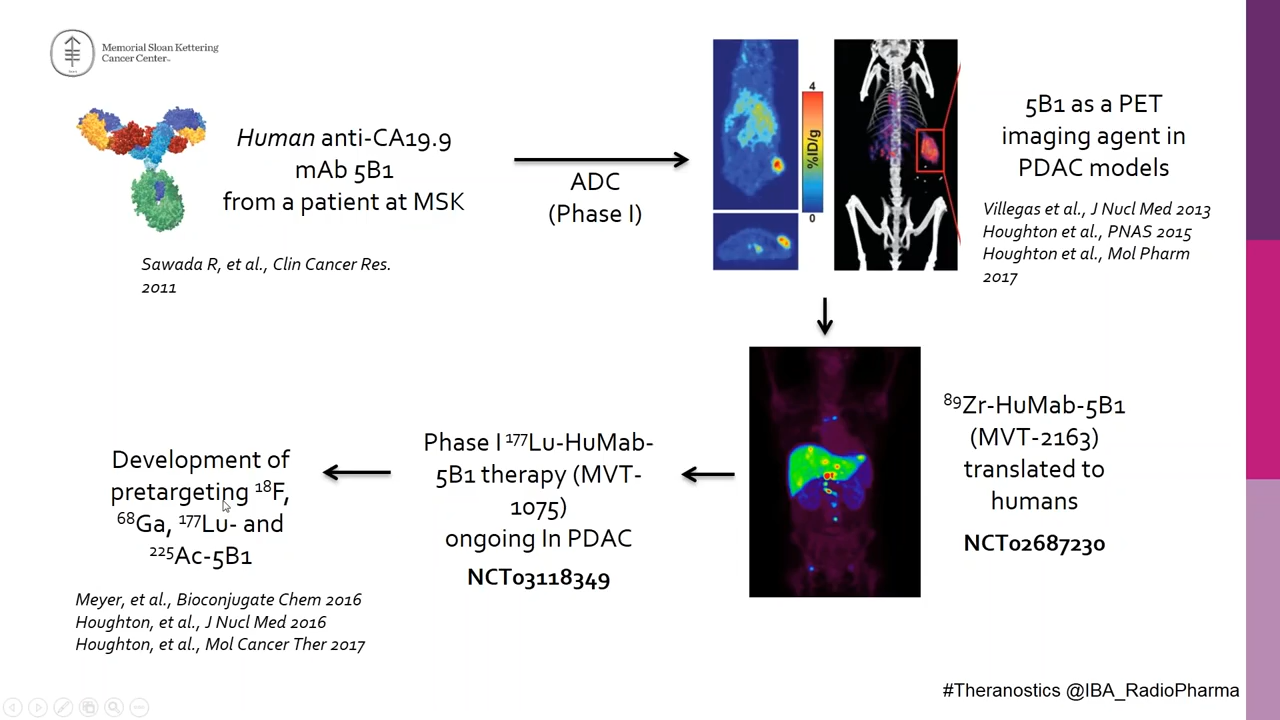 Memorial Sloan Kettering
Cancer Center™
Human anti-CA19.9
mAb 5B1
from a patient at MSK
Sawada R, et al., Clin Cancer Res.
2011
ADC
(Phase I)
4
%ID/g
0
5B1 as a PET
imaging agent in
PDAC models
Villegas et al., J Nucl Med 2013
Houghton et al., PNAS 2015
Houghton et al., Mol Pharm
2017
⁸⁹Zr-HuMab-5B1
(MVT-2163)
translated to
humans
NCT02687230
Phase I ¹⁷⁷Lu-HuMab-
5B1 therapy (MVT-
1075)
ongoing In PDAC
NCT03118349
Development of
pretargeting ¹⁸F,
⁶⁸Ga, ¹⁷⁷Lu- and
²²⁵Ac-5B1
Meyer, et al., Bioconjugate Chem 2016
Houghton, et al., J Nucl Med 2016
Houghton, et al., Mol Cancer Ther 2017
#Theranostics @IBA_RadioPharma